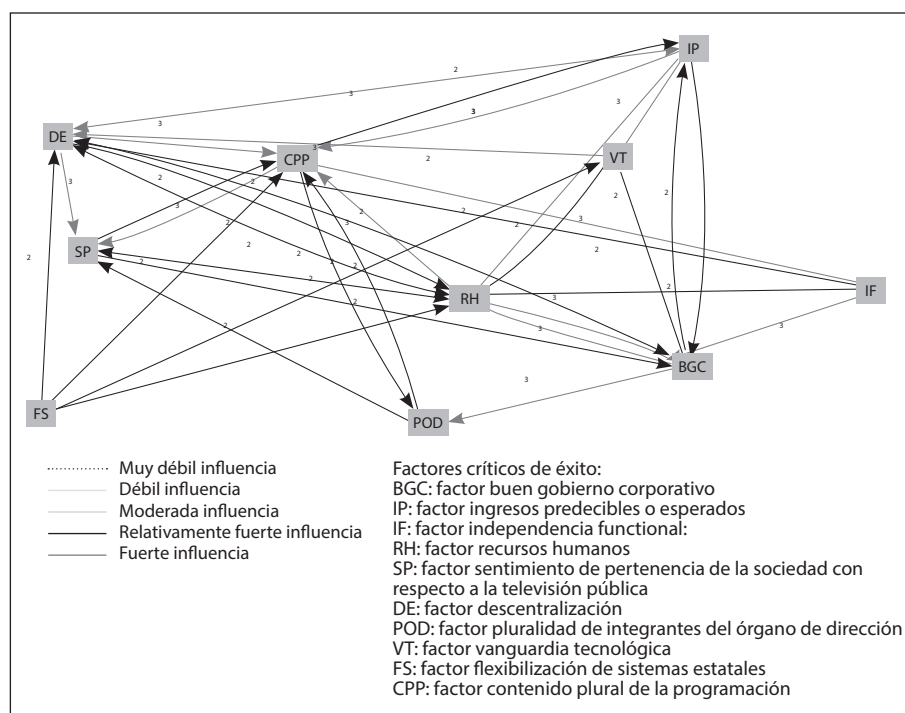 IP
2
3
3
3
3
DE
3
CPP
2
VT
3
2
2
2
2
2
3
3
2
3
SP
2
2
2
2
2
2
2
2
2
RH
3
2
IF
2
3
3
2
BGC
3
FS
POD
Muy débil influencia
Débil influencia
Moderada influencia
Relativamente fuerte influencia
Fuerte influencia
Factores críticos de éxito:
BGC: factor buen gobierno corporativo
IP: factor ingresos predecibles o esperados
IF: factor independencia functional:
RH: factor recursos humanos
SP: factor sentimiento de pertenencia de la sociedad con
respecto a la televisión pública
DE: factor descentralización
POD: factor pluralidad de integrantes del órgano de dirección
VT: factor vanguardia tecnológica
FS: factor flexibilización de sistemas estatales
CPP: factor contenido plural de la programación